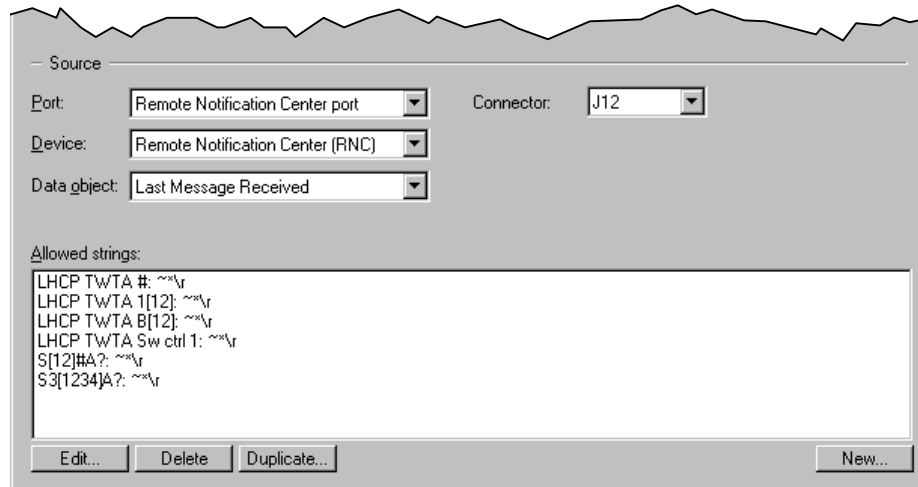 Source
Port: Remote Notification Center port Connector: J12
Device: Remote Notification Center (RNC)
Data object: Last Message Received
Allowed strings:
LHCP TWTA #: ~*\r
LHCP TWTA 1[12]: ~*\r
LHCP TWTA B[12]: ~*\r
LHCP TWTA Sw ctrl 1: ~*\r
S[12]#A?: ~*\r
S3[1234]A?: ~*\r
Edit... Delete Duplicate... New...